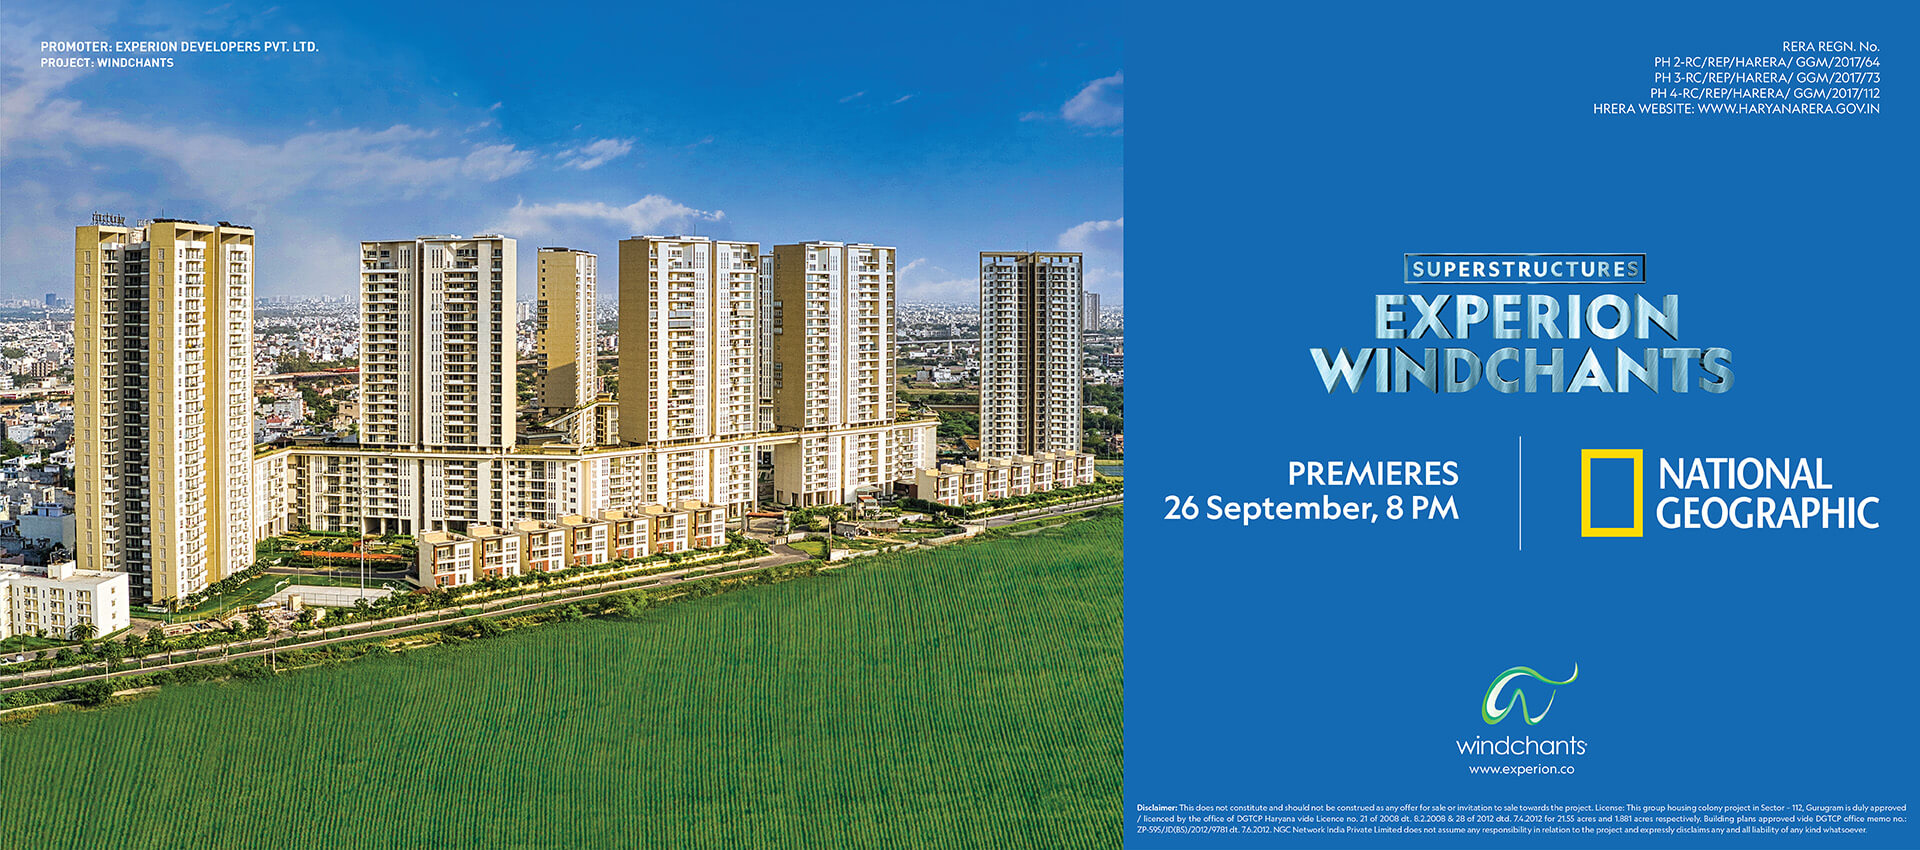 PROMOTER: EXPERION DEVELOPERS PVT. LTD.
PROJECT: WINDCHANTS
RERA REGN. No.
PH 2-RC/REP/HARERA/ GGM/2017/64
PH 3-RC/REP/HARERA/ GGM/2017/73
PH 4-RC/REP/HARERA/ GGM/2017/112
HRERA WEBSITE: WWW.HARYANARERA.GOV.IN
SUPERSTRUCTURES
EXPERION
WINDCHANTS
PREMIERES
26 September, 8 PM
NATIONAL
GEOGRAPHIC
windchants
www.experion.co
Disclaimer: This does not constitute and should not be construed as any offer for sale or invitation to sale towards the project. License: This group housing colony project in Sector - 112, Gurugram is duly approved
/ licenced by the office of DGTCP Haryana vide Licence no. 21 of 2008 dt. 8.2.2008 & 28 of 2012 dtd. 7.4.2012 for 21.55 acres and 1.881 acres respectively. Building plans approved vide DGTCP office memo no.:
ZP-595/JD(BS)/2012/9781 dt. 7.6.2012. NGC Network India Private Limited does not assume any responsibility in relation to the project and expressly disclaims any and all liability of any kind whatsoever.